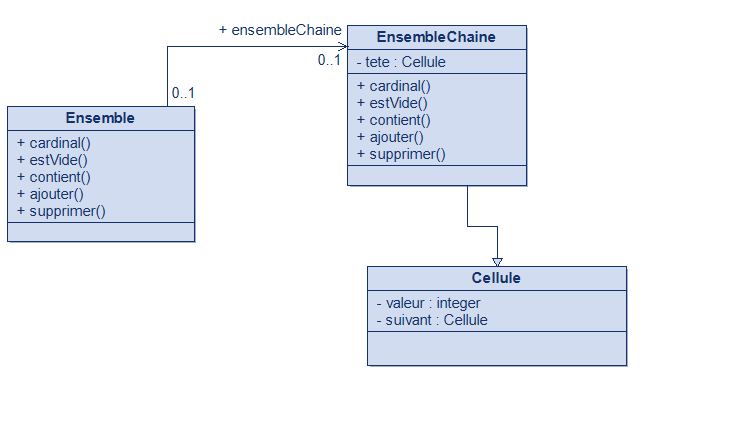 + ensembleChaine
0..1
0..1
Ensemble
+ cardinal()
+ estVide()
+ contient()
+ ajouter()
+ supprimer()
EnsembleChaine
- tete : Cellule
+ cardinal()
+ estVide()
+ contient()
+ ajouter()
+ supprimer()
Cellule
- valeur : integer
- suivant : Cellule